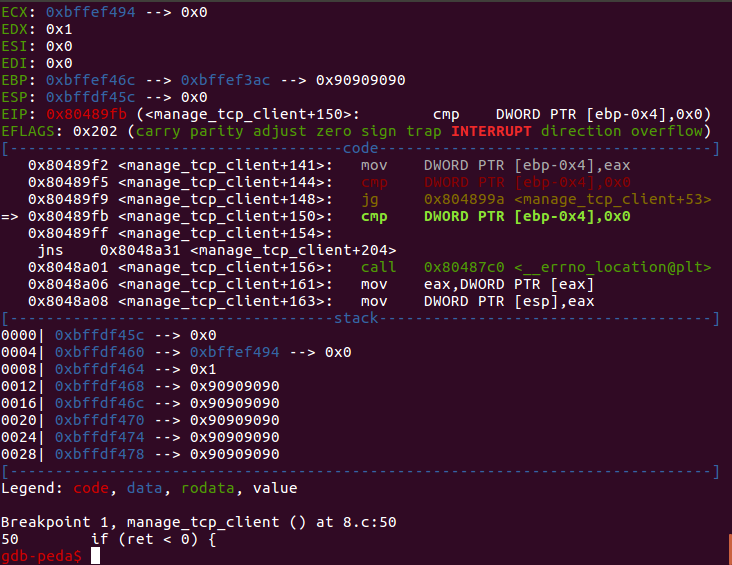 ECX: 0xbffef494 --> 0x0
EDX: 0x1
ESI: 0x0
EDI: 0x0
EBP: 0xbffef46c --> 0xbffef3ac --> 0x90909090
ESP: 0xbffdf45c --> 0x0
EIP: 0x80489fb (<manage_tcp_client+150>: cmp DWORD PTR [ebp-0x4],0x0)
EFLAGS: 0x202 (carry parity adjust zero sign trap INTERRUPT direction overflow)
[-------------------------------------code-------------------------------------]
0x80489f2 <manage_tcp_client+141>: mov DWORD PTR [ebp-0x4],eax
0x80489f5 <manage_tcp_client+144>: cmp DWORD PTR [ebp-0x4],0x0
0x80489f9 <manage_tcp_client+148>: jg 0x804899a <manage_tcp_client+53>
=> 0x80489fb <manage_tcp_client+150>: cmp DWORD PTR [ebp-0x4],0x0
0x80489ff <manage_tcp_client+154>:
jns 0x8048a31 <manage_tcp_client+204>
0x8048a01 <manage_tcp_client+156>: call 0x80487c0 <__errno_location@plt>
0x8048a06 <manage_tcp_client+161>: mov eax,DWORD PTR [eax]
0x8048a08 <manage_tcp_client+163>: mov DWORD PTR [esp],eax
[------------------------------------stack-------------------------------------]
0000| 0xbffdf45c --> 0x0
0004| 0xbffdf460 --> 0xbffef494 --> 0x0
0008| 0xbffdf464 --> 0x1
0012| 0xbffdf468 --> 0x90909090
0016| 0xbffdf46c --> 0x90909090
0020| 0xbffdf470 --> 0x90909090
0024| 0xbffdf474 --> 0x90909090
0028| 0xbffdf478 --> 0x90909090
[------------------------------------------------------------------------------]
Legend: code, data, rodata, value
Breakpoint 1, manage_tcp_client () at 8.c:50
50 if (ret < 0) {
gdb-peda$